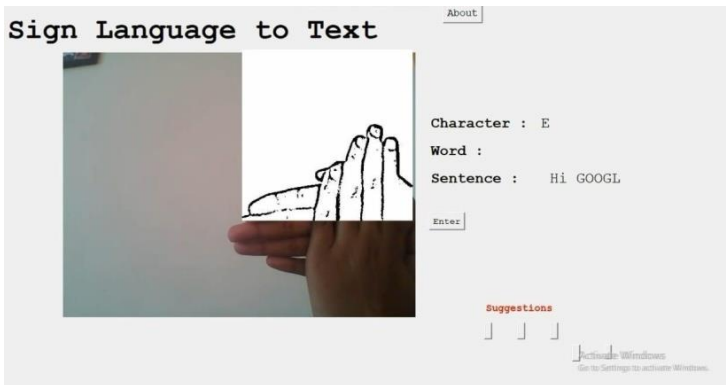 About
Sign Language to Text
Character : E
Word :
Sentence : Hi GOOGL
Enter
Suggestions
Activate Windows
Go to Settings to activate Windows.